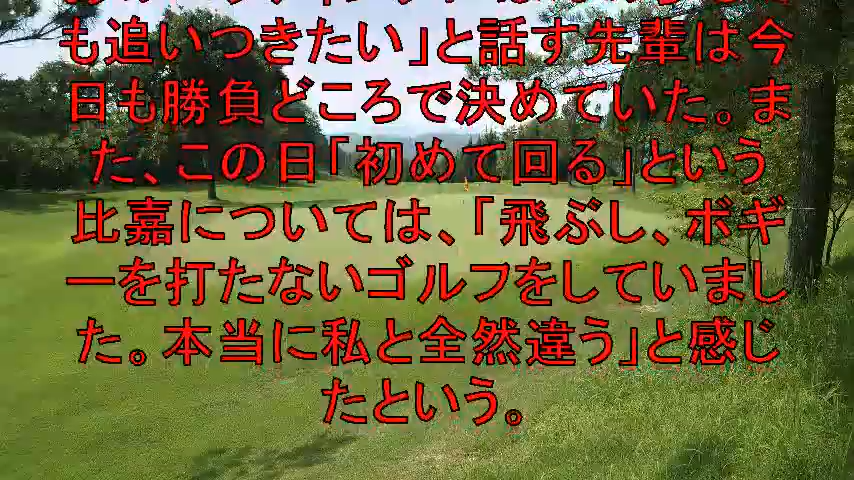 も追いつきたい」と話す先輩は今
日も勝負どころで決めていた。ま
た、この日「初めて回る」という
比嘉については、「飛ぶし、ボギ
ーを打たないゴルフをしていまし
た。本当に私と全然違う」と感じ
たという。